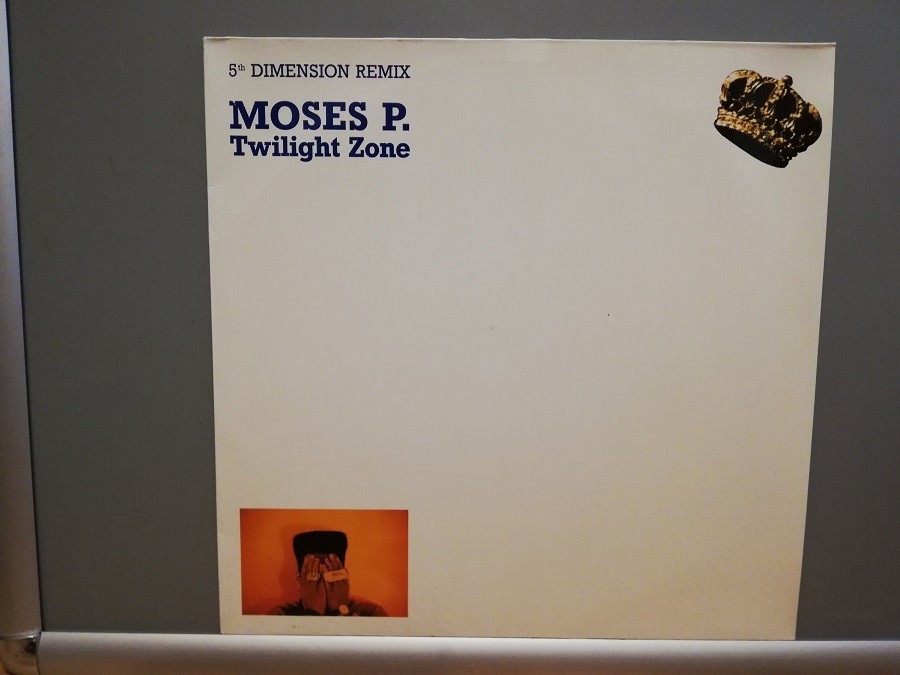 5th DIMENSION REMIX
MOSES P.
Twilight Zone